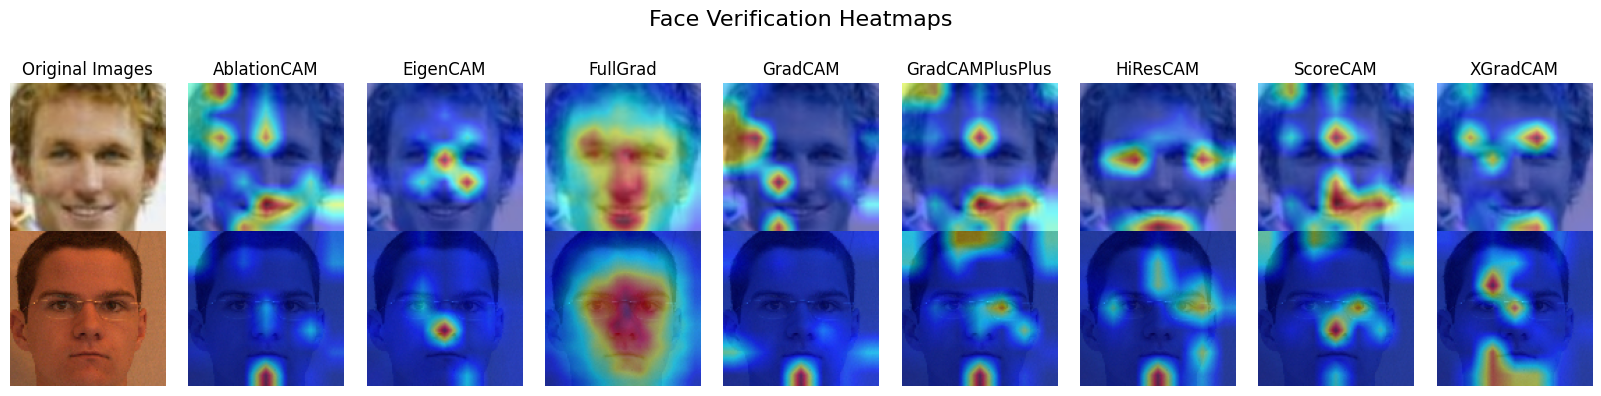 Face Verification Heatmaps
Original Images
AblationCAM
EigenCAM
FullGrad
GradCAM
GradCAMPlusPlus
HiResCAM
ScoreCAM
XGradCAM